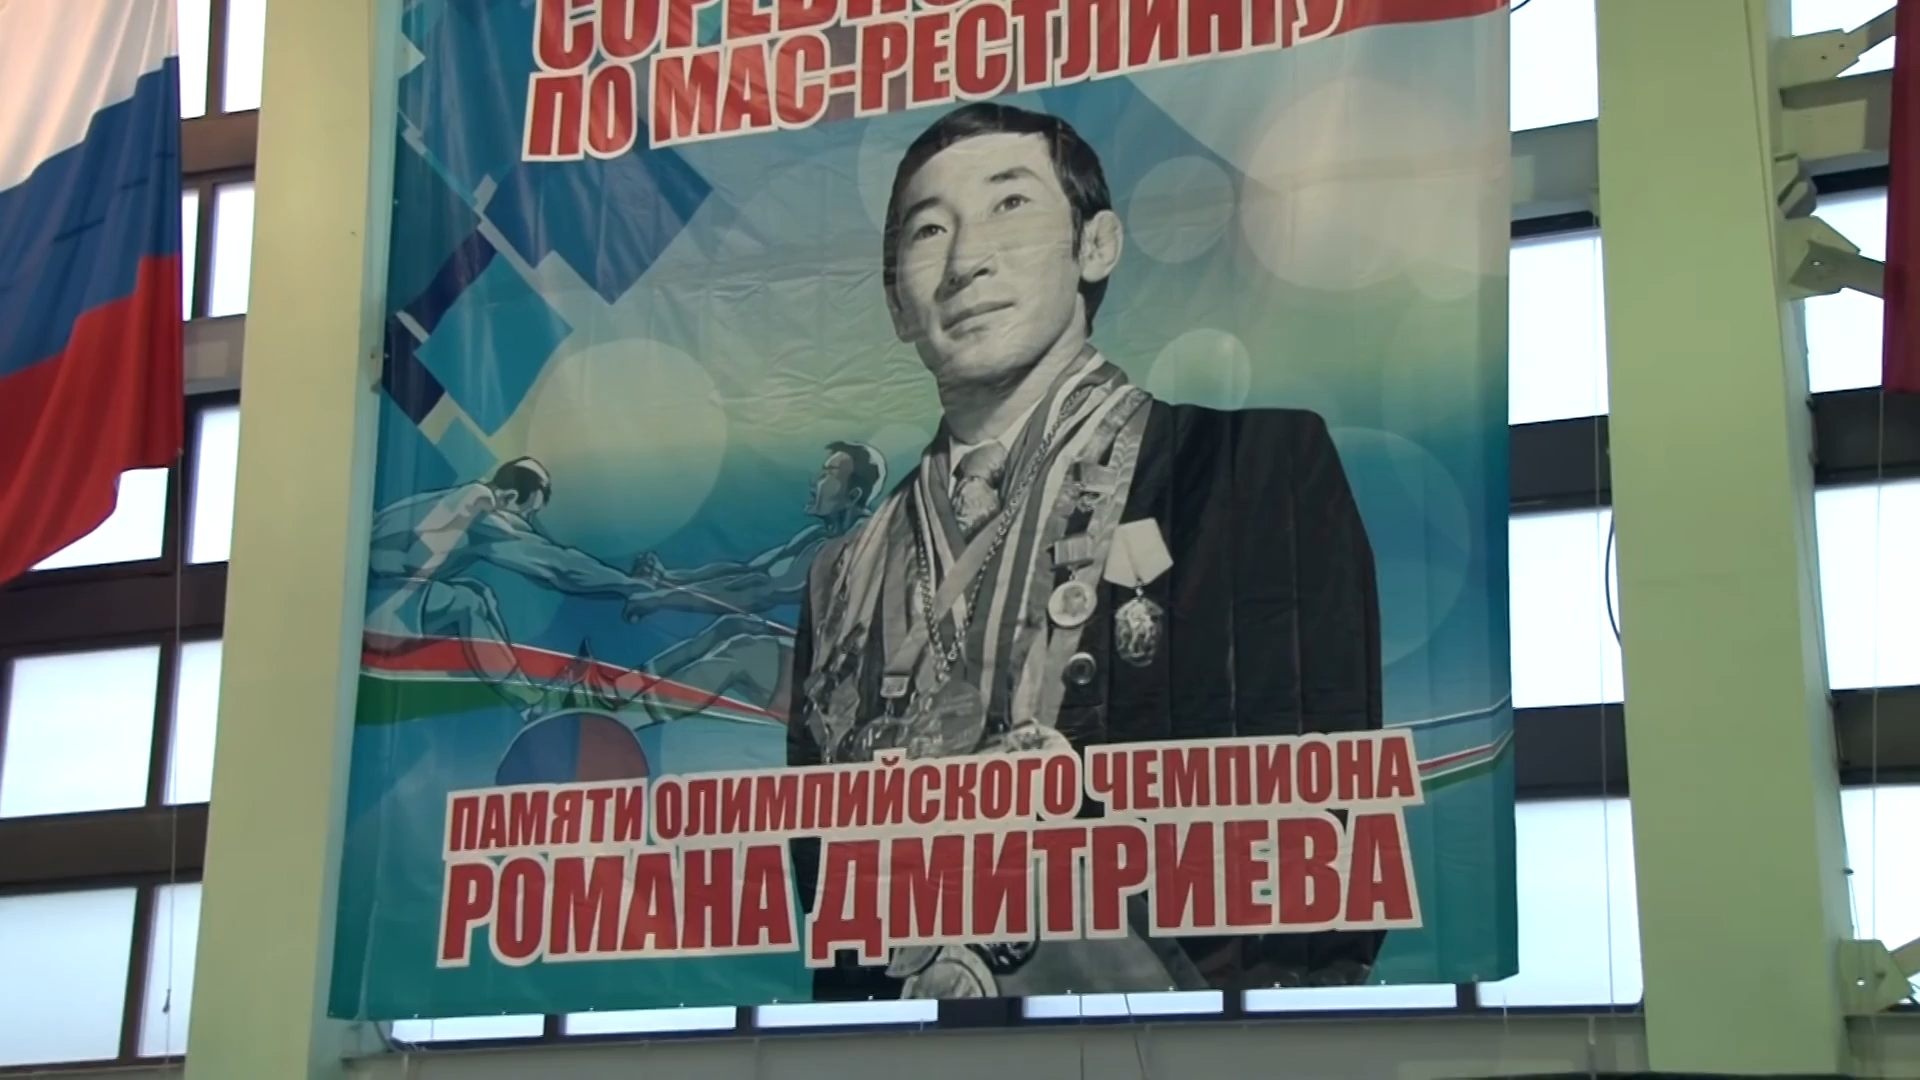 ПО МАС-РЕСТЛИНГУ
ПАМЯТИ ОЛИМПИЙСКОГО ЧЕМПИОНА
РОМАНА ДМИТРИЕВА